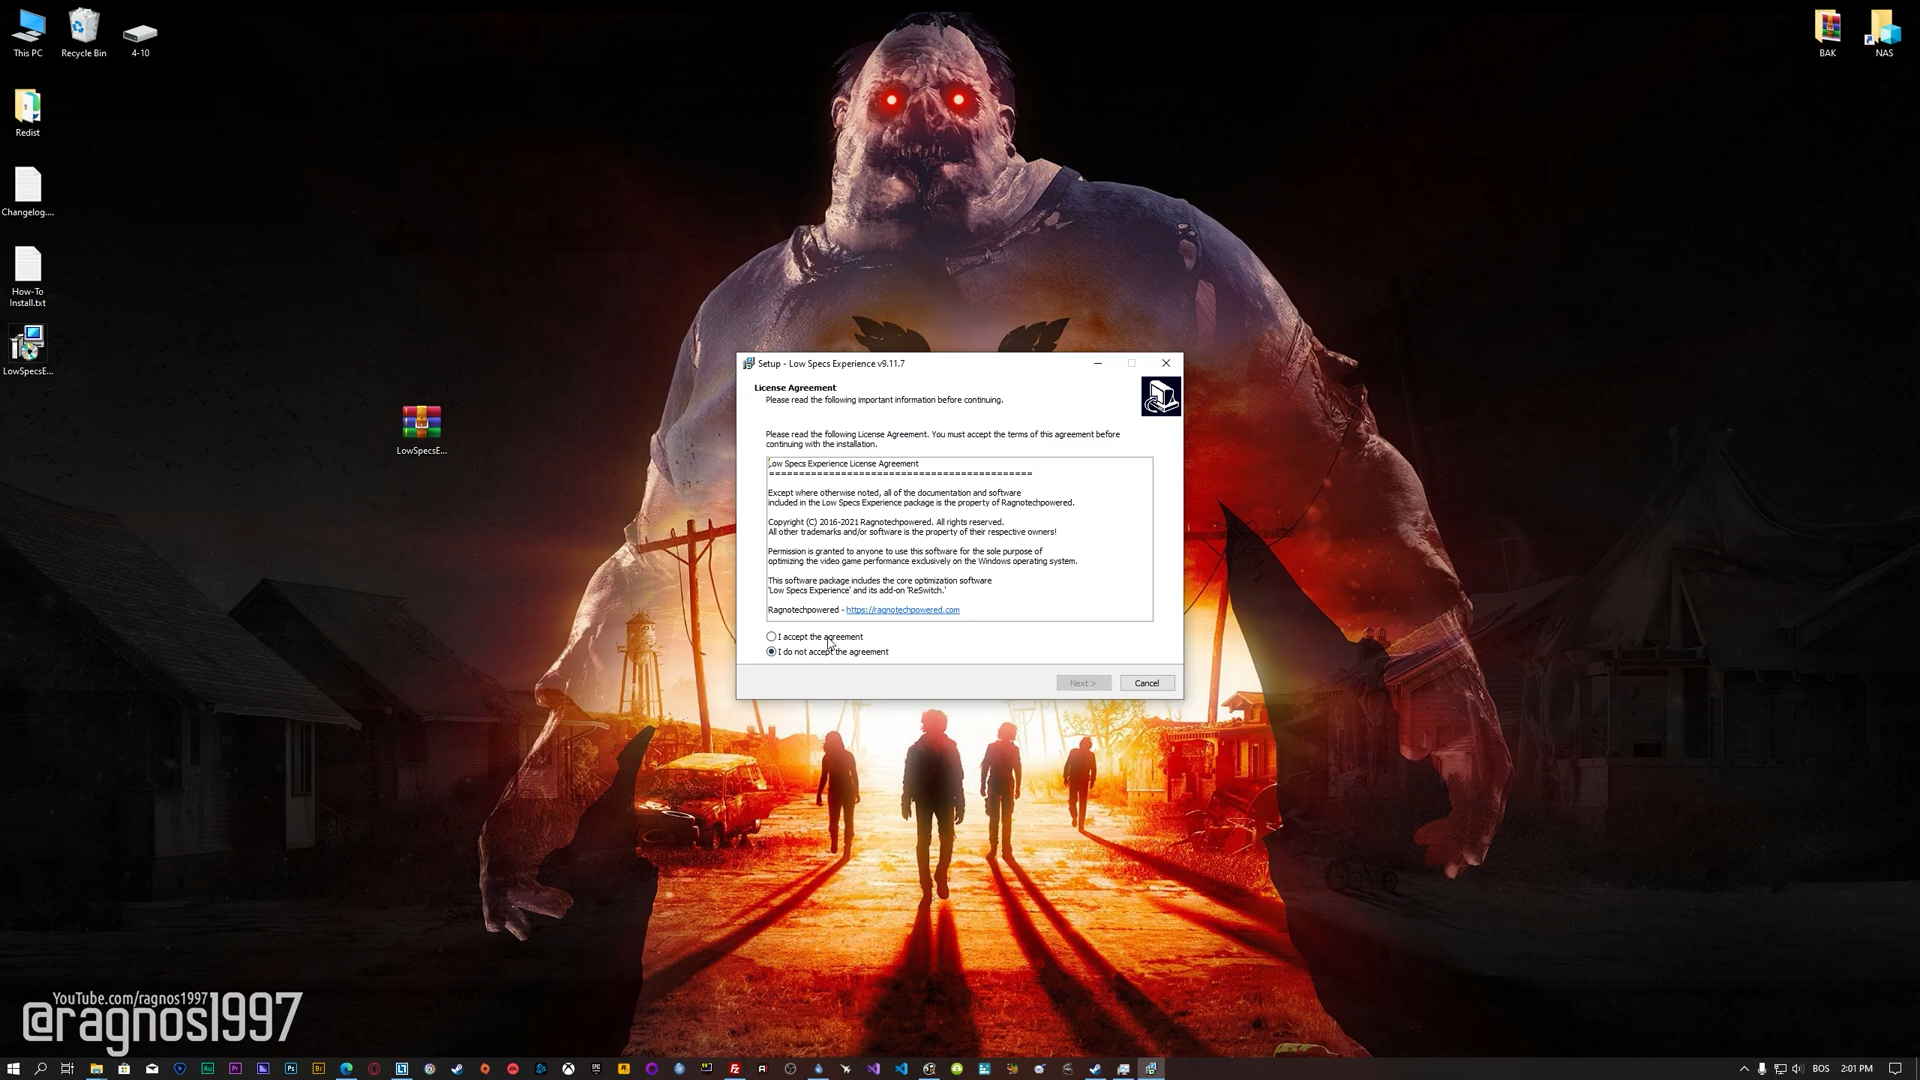 This PC
Recycle Bin
4-10
BAK
NAS
Redist
Changelog....
How-To
Install.txt
LowSpecsE...
LowSpecsE...
Setup - Low Specs Experience v9.11.7
License Agreement
Please read the following important information before continuing.
Please read the following License Agreement. You must accept the terms of this agreement before
continuing with the installation.
Low Specs Experience License Agreement
============================================
Except where otherwise noted, all of the documentation and software
included in the Low Specs Experience package is the property of Ragnotechpowered.
Copyright (C) 2016-2021 Ragnotechpowered. All rights reserved.
All other trademarks and/or software is the property of their respective owners!
Permission is granted to anyone to use this software for the sole purpose of
optimizing the video game performance exclusively on the Windows operating system.
This software package includes the core optimization software
'Low Specs Experience' and its add-on 'ReSwitch.'
Ragnotechpowered - https://ragnotechpowered.com
I accept the agreement
I do not accept the agreement
Next >
Cancel
YouTube.com/ragnos1997
@ragnos1997
Au
Pr
Ps
Br
BOS
2:01 PM